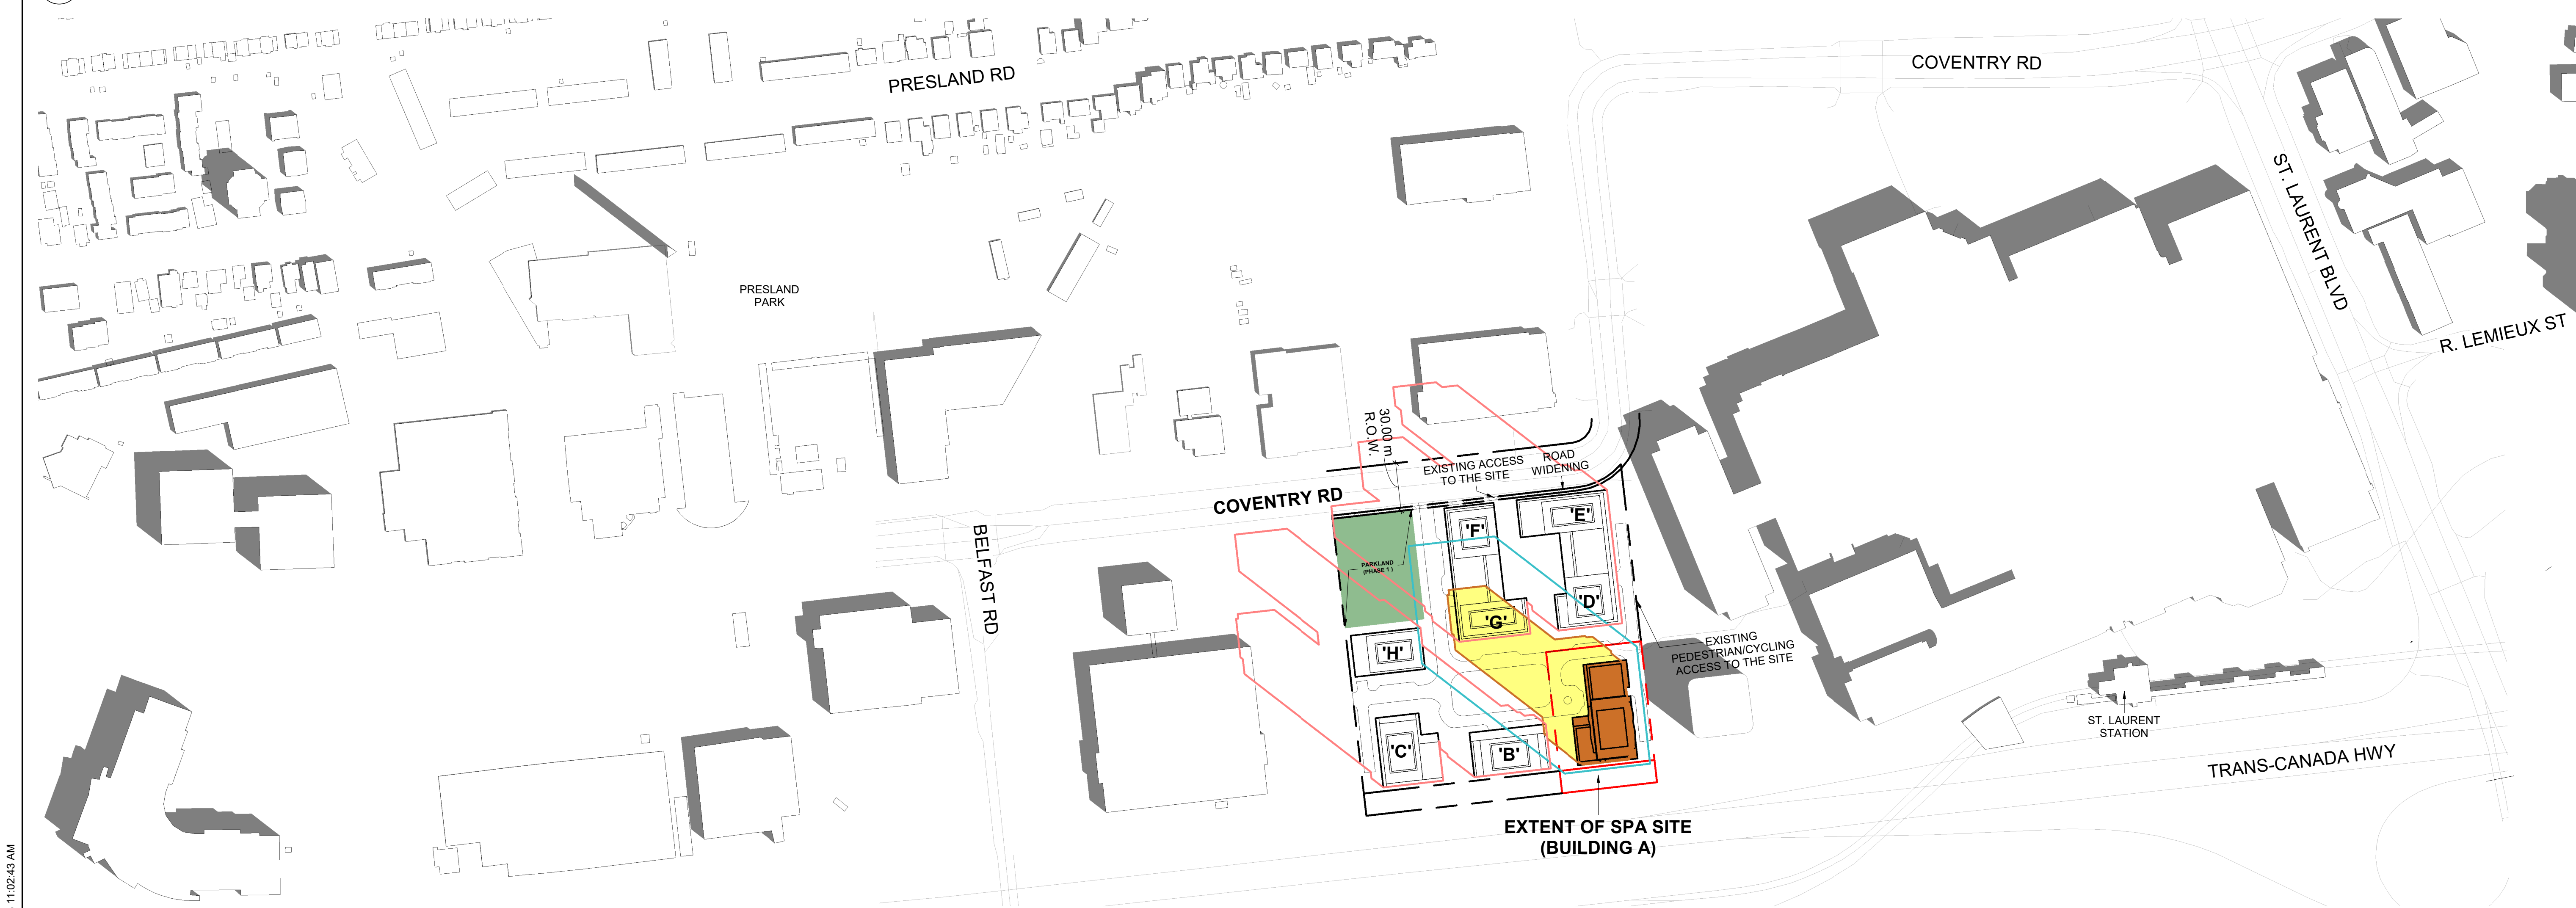 COVENTRY RD
PRESLAND RD
ST. LAURENT BLVD
PRESLAND
PARK
R. LEMIEUX ST
30.00 m
R.O.W.
EXISTING ACCESS
TO THE SITE
ROAD
WIDENING
COVENTRY RD
BELFAST RD
'F'
'E'
PARKLAND
(PHASE 1 )
'D'
'G'
'H'
EXISTING
PEDESTRIAN/CYCLING
ACCESS TO THE SITE
ST. LAURENT
STATION
'C'
'B'
TRANS-CANADA HWY
EXTENT OF SPA SITE
(BUILDING A)
11:02:43 AM